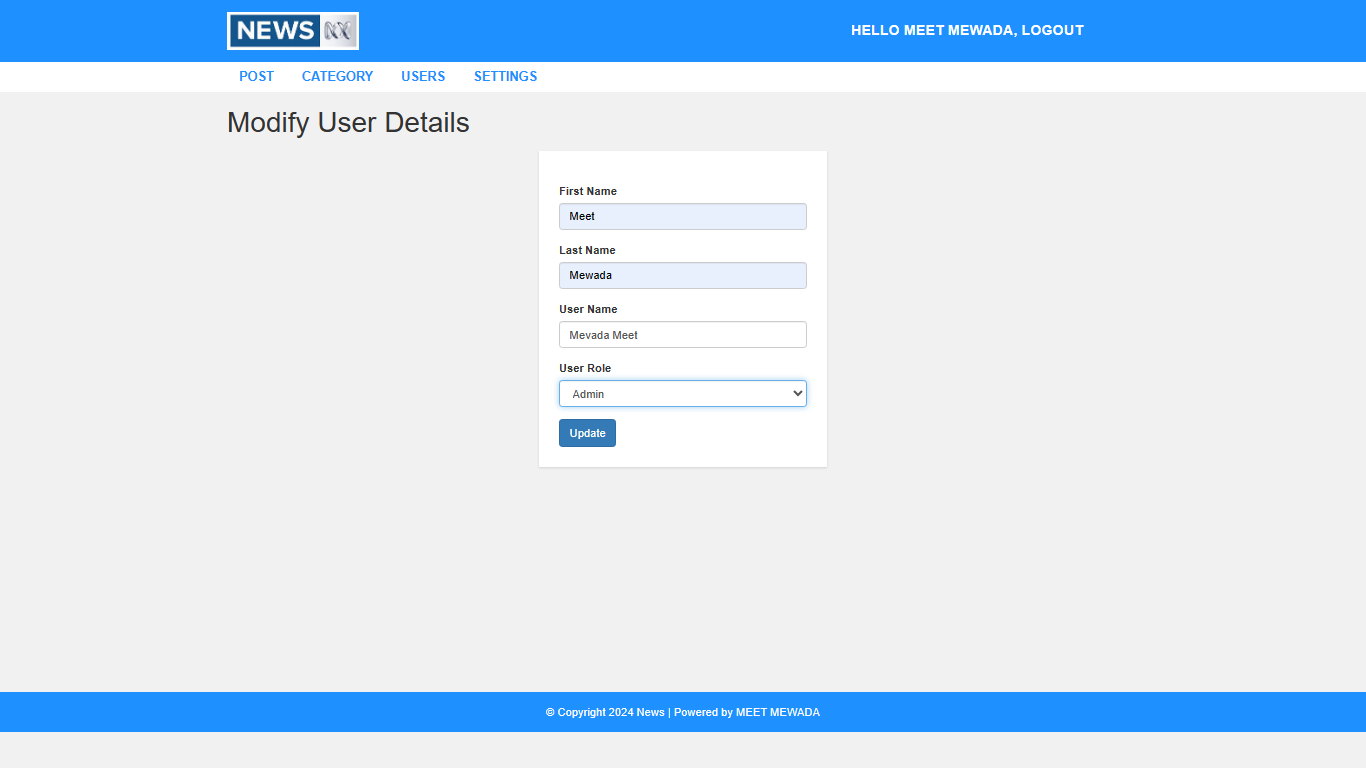 NEWS
HELLO MEET MEWADA, LOGOUT
POST CATEGORY USERS SETTINGS
Modify User Details
First Name
Meet
Last Name
Mewada
User Name
Mevada Meet
User Role
Admin
Update
© Copyright 2024 News | Powered by MEET MEWADA